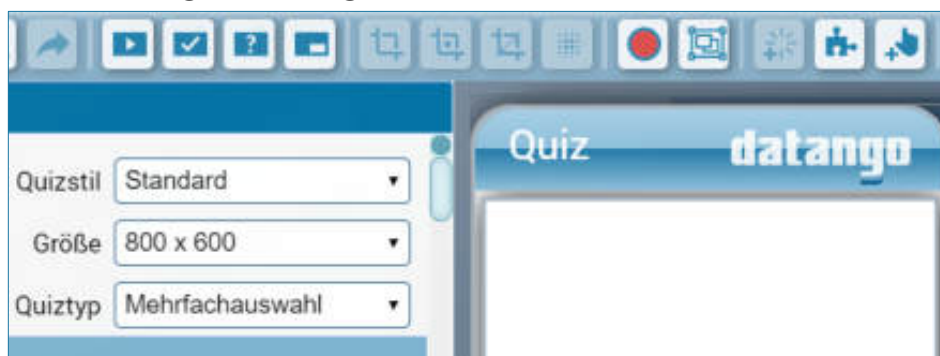 Quiz datango
Quizstil Standard
Größe 800 x 600
Quiztyp Mehrfachauswahl